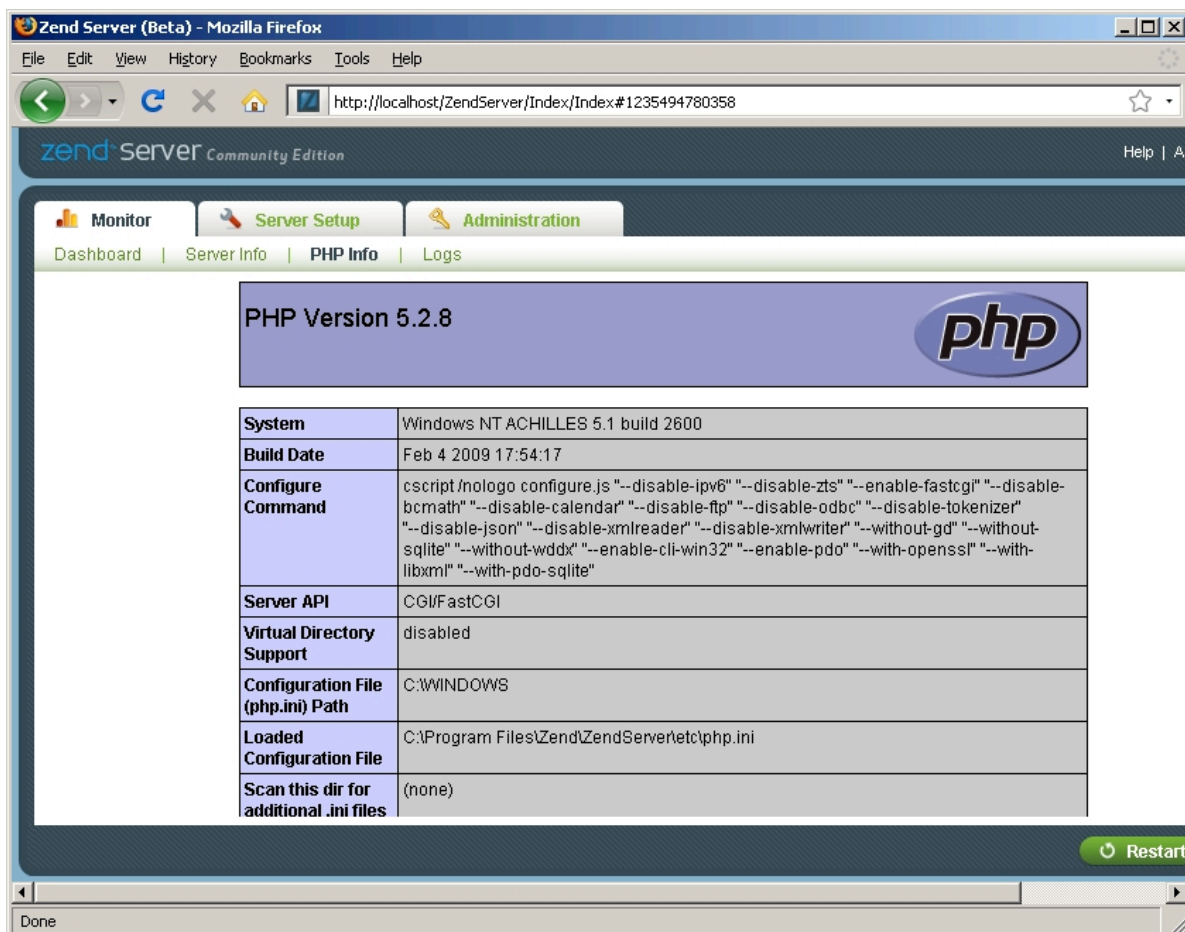 Zend Server (Beta) - Mozilla Firefox
File Edit View History Bookmarks Tools Help
http://localhost/ZendServer/Index/Index#1235494780358
zend server Community Edition
Help | A
Monitor Server Setup Administration
Dashboard | Server Info | PHP Info | Logs
PHP Version 5.2.8
php
System Windows NT ACHILLES 5.1 build 2600
Build Date Feb 4 2009 17:54:17
Configure Command cscript /nologo configure.js "--disable-ipv6" "--disable-zts" "--enable-fastcgi" "--disable-
bcmath" "--disable-calendar" "--disable-ftp" "--disable-odbc" "--disable-tokenizer"
"--disable-json" "--disable-xmlreader" "--disable-xmlwriter" "--without-gd" "--without-
sqlite" "--without-wddx" "--enable-cli-win32" "--enable-pdo" "--with-openssl" "--with-
libxml" "--with-pdo-sqlite"
Server API CGI/FastCGI
Virtual Directory
Support
disabled
Configuration File
(php.ini) Path
C:\WINDOWS
Loaded
Configuration File
C:\Program Files\Zend\ZendServer\etc\php.ini
Scan this dir for
additional .ini files
(none)
Restart
Done